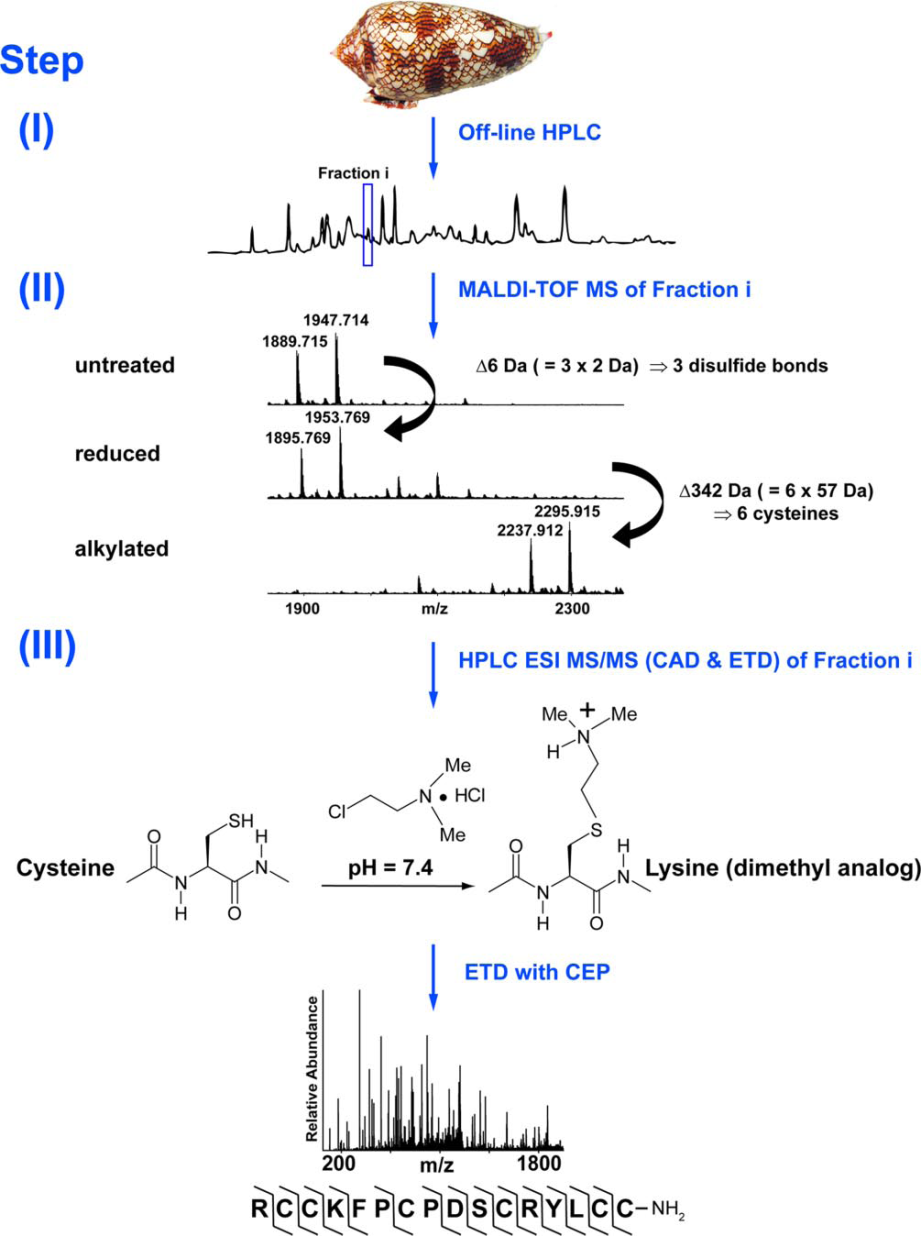 Step
(I)
Off-line HPLC
Fraction i
(II)
MALDI-TOF MS of Fraction i
untreated
1889.715
1947.714
Δ6 Da ( = 3 x 2 Da) ⇒ 3 disulfide bonds
reduced
1895.769
1953.769
Δ342 Da ( = 6 x 57 Da)
⇒ 6 cysteines
alkylated
2237.912
2295.915
1900
m/z
2300
(III)
HPLC ESI MS/MS (CAD & ETD) of Fraction i
Cysteine
O
N
H
SH
O
H
N
Cl
N
Me
Me
• HCl
pH = 7.4
Me
+
Me
H
N
S
O
N
H
O
H
N
Lysine (dimethyl analog)
ETD with CEP
Relative Abundance
200
m/z
1800
RCCKFPCPDSCRYLCC–NH₂